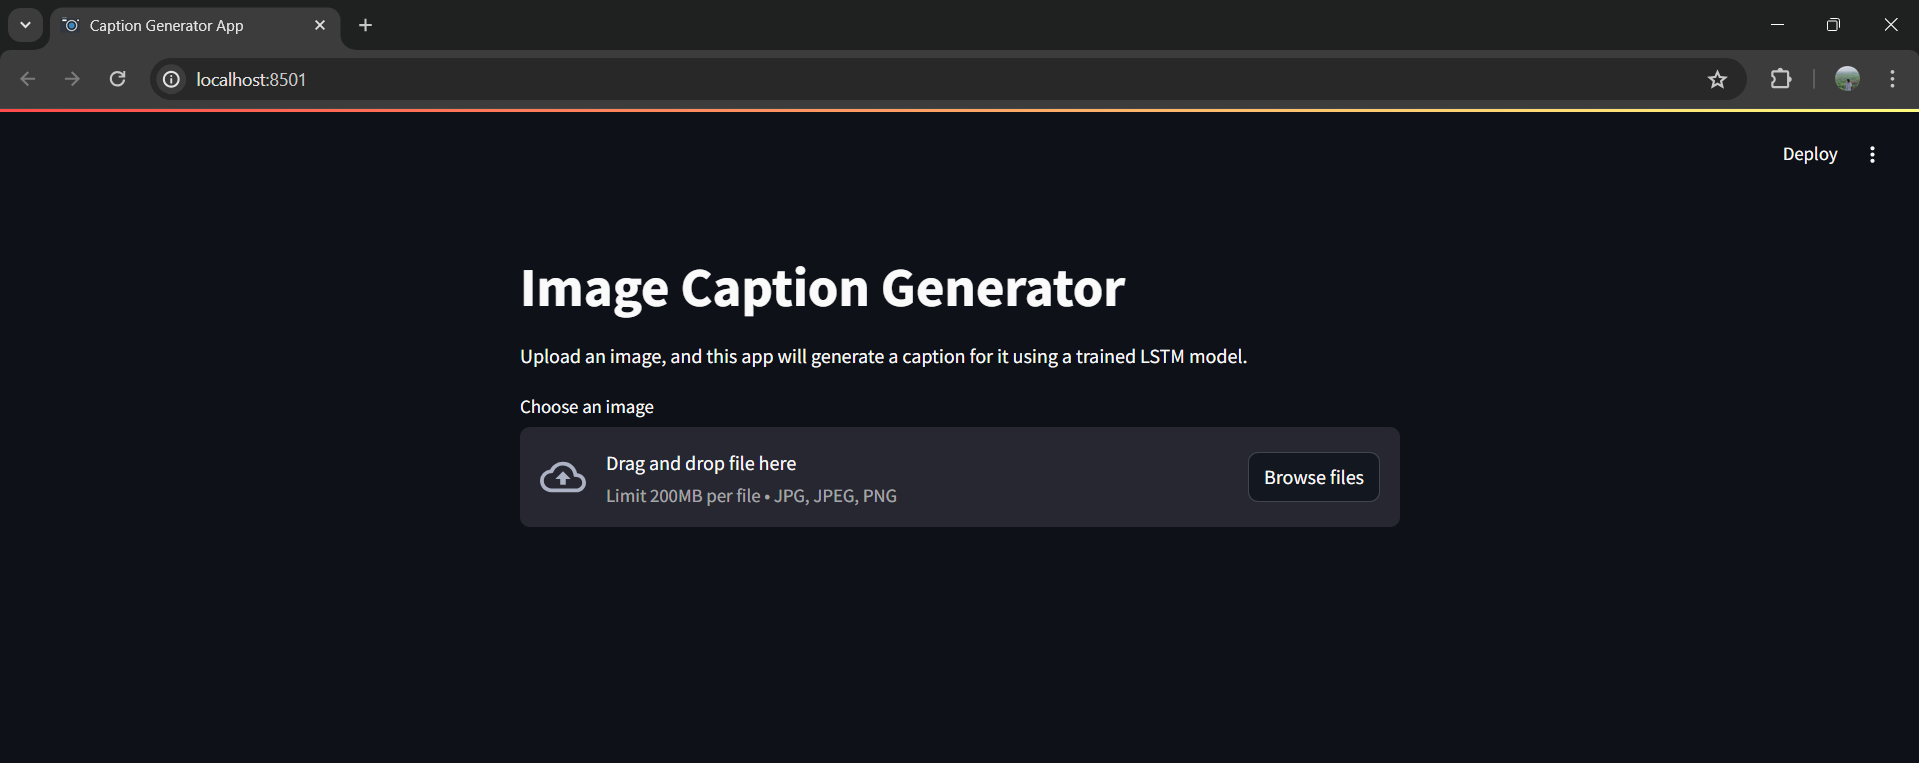 Caption Generator App
localhost:8501
Deploy
Image Caption Generator
Upload an image, and this app will generate a caption for it using a trained LSTM model.
Choose an image
Drag and drop file here
Limit 200MB per file • JPG, JPEG, PNG
Browse files